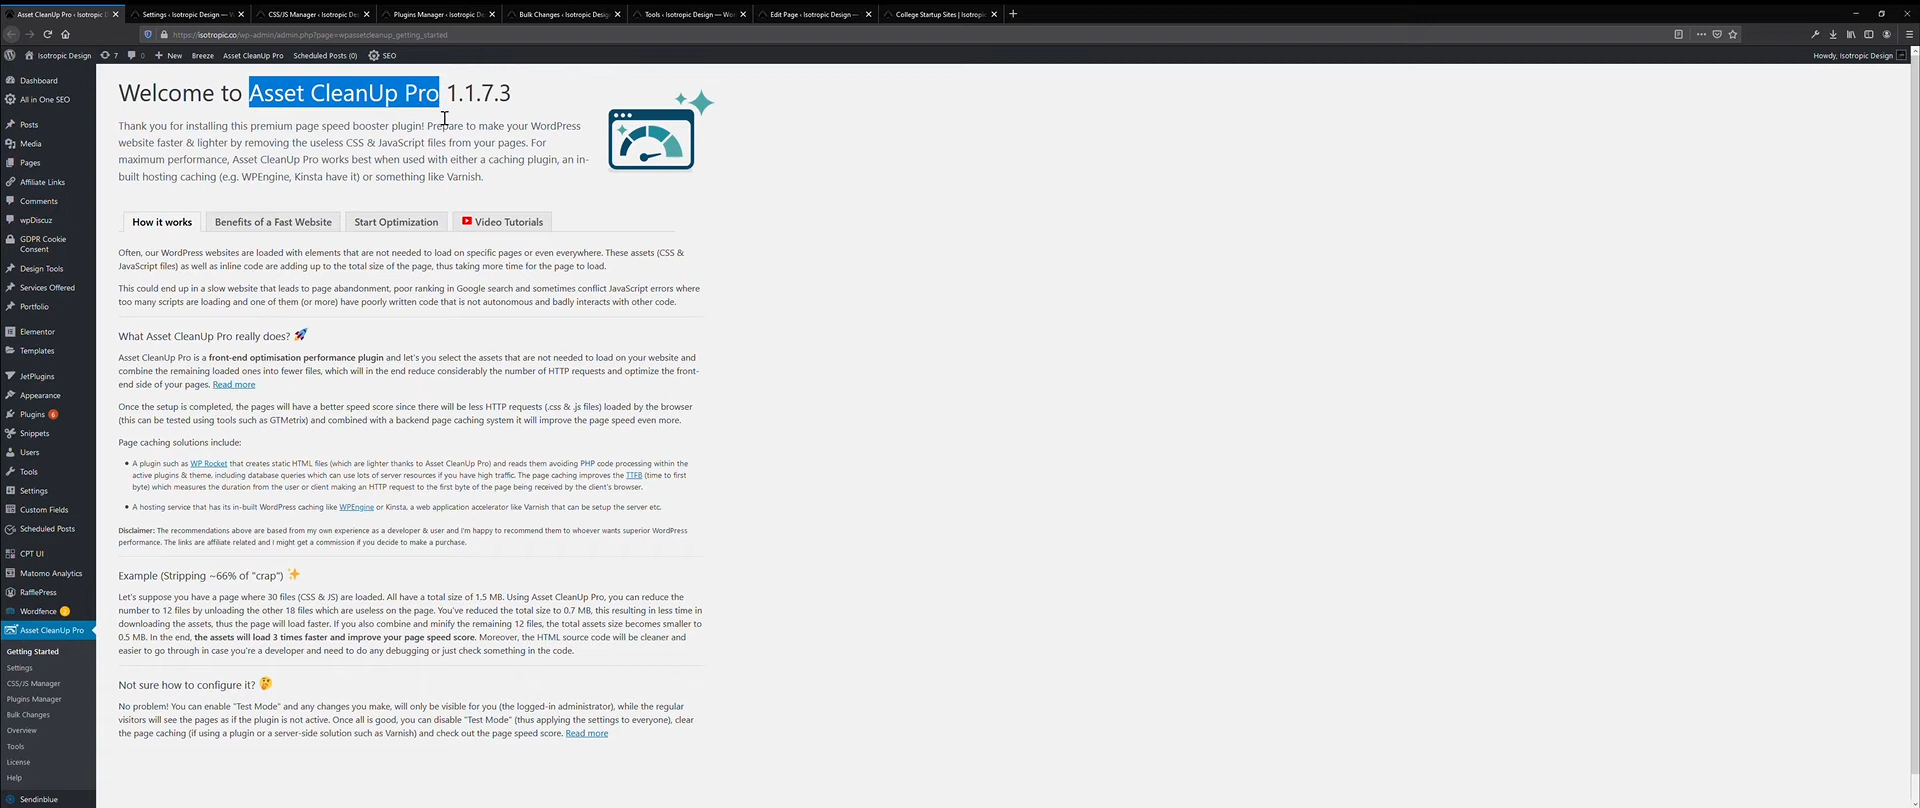 Asset CleanUp Pro ‹ Isotropic D
Settings ‹ Isotropic Design — W
CSS/JS Manager ‹ Isotropic De
Plugins Manager ‹ Isotropic De
Bulk Changes ‹ Isotropic Design
Tools ‹ Isotropic Design — Wo
Edit Page ‹ Isotropic Design —
College Startup Sites | Isotropic
https://isotropic.co/wp-admin/admin.php?page=wpassetcleanup_getting_started
Isotropic Design
7
0
New
Breeze
Asset CleanUp Pro
Scheduled Posts (0)
SEO
Howdy, Isotropic Design
Dashboard
All in One SEO
Posts
Media
Pages
Affiliate Links
Comments
wpDiscuz
GDPR Cookie
Consent
Design Tools
Services Offered
Portfolio
Elementor
Templates
JetPlugins
Appearance
Plugins 6
Snippets
Users
Tools
Settings
Custom Fields
Scheduled Posts
CPT UI
Matomo Analytics
RafflePress
Wordfence
Asset CleanUp Pro
Getting Started
Settings
CSS/JS Manager
Plugins Manager
Bulk Changes
Overview
Tools
License
Help
Sendinblue
Welcome to Asset CleanUp Pro 1.1.7.3
Thank you for installing this premium page speed booster plugin! Prepare to make your WordPress
website faster & lighter by removing the useless CSS & JavaScript files from your pages. For
maximum performance, Asset CleanUp Pro works best when used with either a caching plugin, an in-
built hosting caching (e.g. WPEngine, Kinsta have it) or something like Varnish.
How it works
Benefits of a Fast Website
Start Optimization
Video Tutorials
Often, our WordPress websites are loaded with elements that are not needed to load on specific pages or even everywhere. These assets (CSS &
JavaScript files) as well as inline code are adding up to the total size of the page, thus taking more time for the page to load.
This could end up in a slow website that leads to page abandonment, poor ranking in Google search and sometimes conflict JavaScript errors where
too many scripts are loading and one of them (or more) have poorly written code that is not autonomous and badly interacts with other code.
What Asset CleanUp Pro really does? 🚀
Asset CleanUp Pro is a front-end optimisation performance plugin and let's you select the assets that are not needed to load on your website and
combine the remaining loaded ones into fewer files, which will in the end reduce considerably the number of HTTP requests and optimize the front-
end side of your pages. Read more
Once the setup is completed, the pages will have a better speed score since there will be less HTTP requests (.css & .js files) loaded by the browser
(this can be tested using tools such as GTMetrix) and combined with a backend page caching system it will improve the page speed even more.
Page caching solutions include:
• A plugin such as WP Rocket that creates static HTML files (which are lighter thanks to Asset CleanUp Pro) and reads them avoiding PHP code processing within the
active plugins & theme, including database queries which can use lots of server resources if you have high traffic. The page caching improves the TTFB (time to first
byte) which measures the duration from the user or client making an HTTP request to the first byte of the page being received by the client's browser.
• A hosting service that has its in-built WordPress caching like WPEngine or Kinsta, a web application accelerator like Varnish that can be setup the server etc.
Disclaimer: The recommendations above are based from my own experience as a developer & user and I'm happy to recommend them to whoever wants superior WordPress
performance. The links are affiliate related and I might get a commission if you decide to make a purchase.
Example (Stripping ~66% of "crap") ✨
Let's suppose you have a page where 30 files (CSS & JS) are loaded. All have a total size of 1.5 MB. Using Asset CleanUp Pro, you can reduce the
number to 12 files by unloading the other 18 files which are useless on the page. You've reduced the total size to 0.7 MB, this resulting in less time in
downloading the assets, thus the page will load faster. If you also combine and minify the remaining 12 files, the total assets size becomes smaller to
0.5 MB. In the end, the assets will load 3 times faster and improve your page speed score. Moreover, the HTML source code will be cleaner and
easier to go through in case you're a developer and need to do any debugging or just check something in the code.
Not sure how to configure it? 🤔
No problem! You can enable "Test Mode" and any changes you make, will only be visible for you (the logged-in administrator), while the regular
visitors will see the pages as if the plugin is not active. Once all is good, you can disable "Test Mode" (thus applying the settings to everyone), clear
the page caching (if using a plugin or a server-side solution such as Varnish) and check out the page speed score. Read more